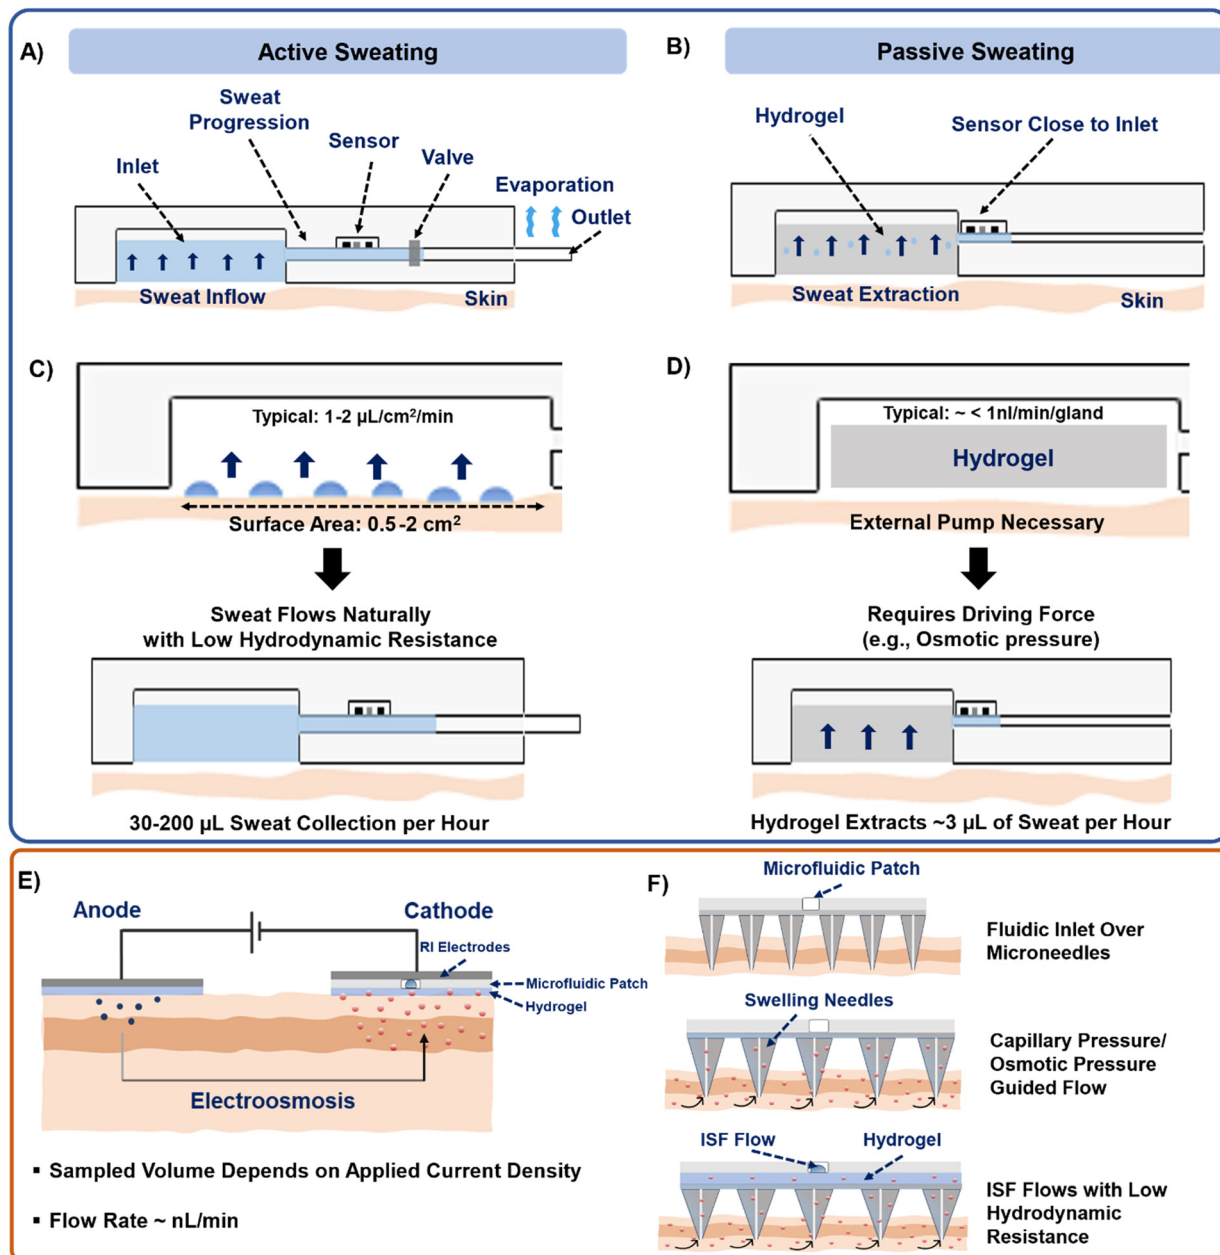 A)
Active Sweating
Sweat
Progression
Sensor
Inlet
Valve
Evaporation
Outlet
Sweat Inflow
Skin
B)
Passive Sweating
Hydrogel
Sensor Close to Inlet
Sweat Extraction
Skin
C)
Typical: 1-2 µL/cm²/min
Surface Area: 0.5-2 cm²
Sweat Flows Naturally
with Low Hydrodynamic Resistance
30-200 µL Sweat Collection per Hour
D)
Typical: ~ < 1nl/min/gland
Hydrogel
External Pump Necessary
Requires Driving Force
(e.g., Osmotic pressure)
Hydrogel Extracts ~3 µL of Sweat per Hour
E)
Anode
Cathode
RI Electrodes
Microfluidic Patch
Hydrogel
Electroosmosis
▪ Sampled Volume Depends on Applied Current Density
▪ Flow Rate ~ nL/min
F)
Microfluidic Patch
Fluidic Inlet Over
Microneedles
Swelling Needles
Capillary Pressure/
Osmotic Pressure
Guided Flow
ISF Flow
Hydrogel
ISF Flows with Low
Hydrodynamic
Resistance